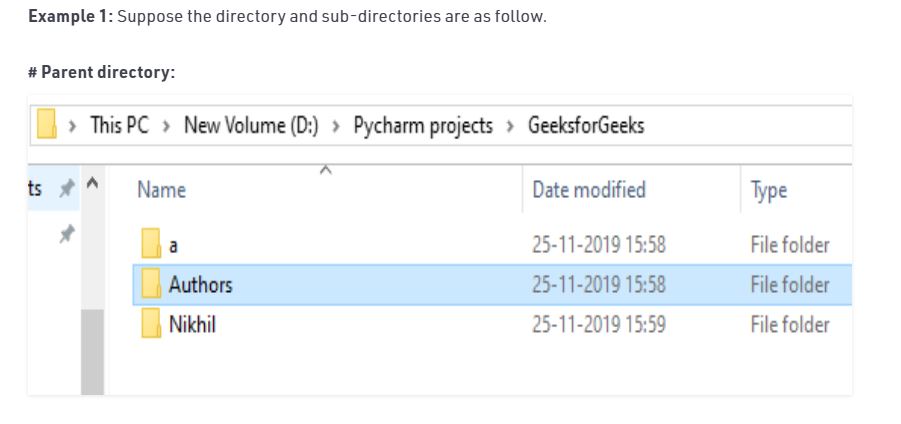 Example 1: Suppose the directory and sub-directories are as follow.
# Parent directory:
This PC > New Volume (D:) > Pycharm projects > GeeksforGeeks
ts Name Date modified Type
a 25-11-2019 15:58 File folder
Authors 25-11-2019 15:58 File folder
Nikhil 25-11-2019 15:59 File folder